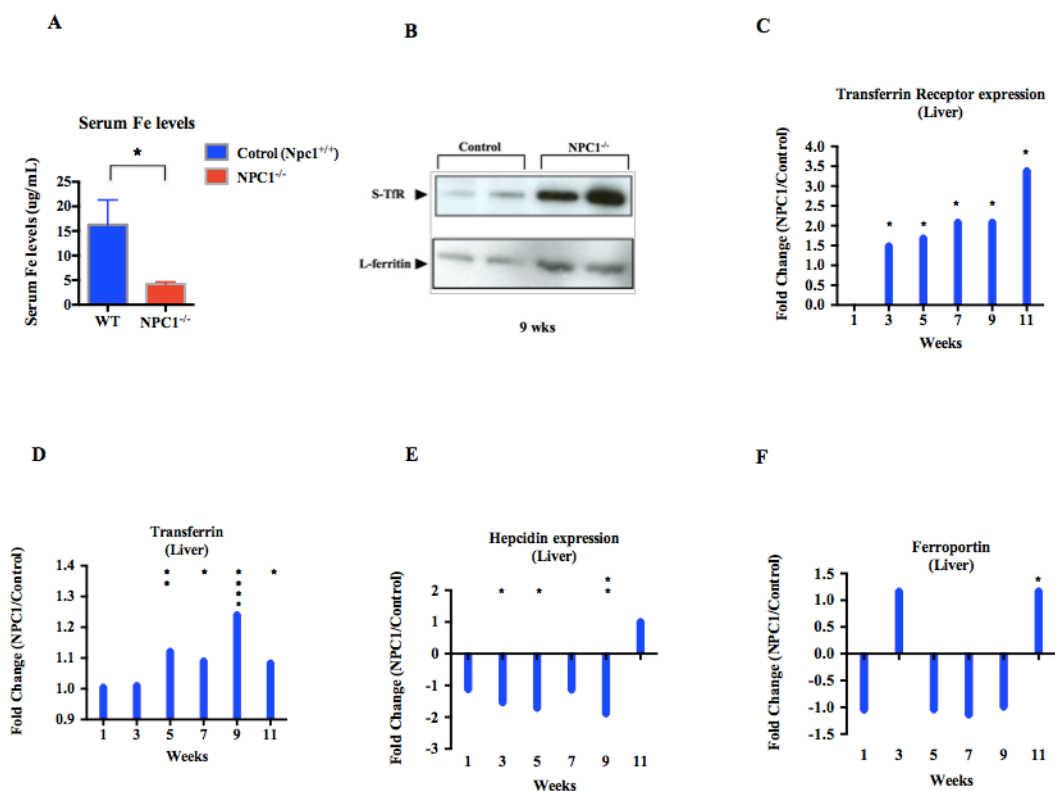 A
B
C
Serum Fe levels
*
Cotrol (Npc1+/+)
NPC1-/-
Serum Fe levels (ug/mL)
25
20
15
10
5
0
WT
NPC1-/-
Control
NPC1-/-
S-TfR
L-ferritin
9 wks
Transferrin Receptor expression
(Liver)
Fold Change (NPC1/Control)
4.0
3.5
3.0
2.5
2.0
1.5
1.0
0.5
0.0
* * * * *
1 3 5 7 9 11
Weeks
D
E
F
Transferrin
(Liver)
Fold Change (NPC1/Control)
1.4
1.3
1.2
1.1
1.0
0.9
** * **** *
1 3 5 7 9 11
Weeks
Hepcidin expression
(Liver)
Fold Change (NPC1/Control)
2
1
0
-1
-2
-3
* * **
1 3 5 7 9 11
Weeks
Ferroportin
(Liver)
Fold Change (NPC1/Control)
1.5
1.0
0.5
0.0
-0.5
-1.0
-1.5
*
1 3 5 7 9 11
Weeks